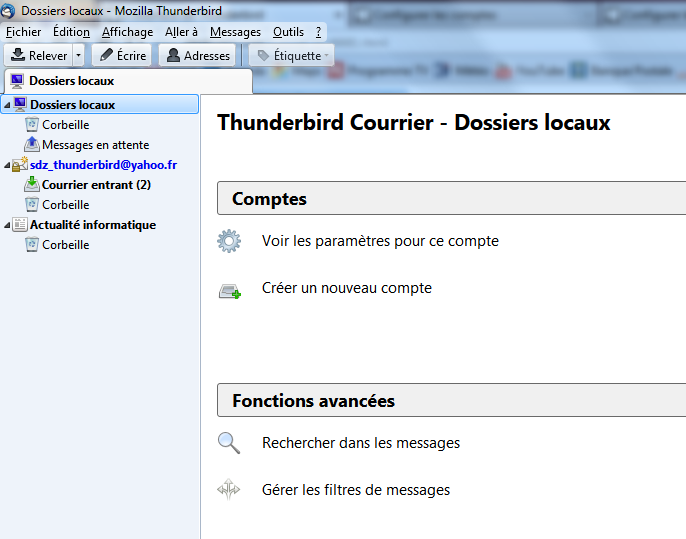 Dossiers locaux - Mozilla Thunderbird
Fichier Édition Affichage Aller à Messages Outils ?
Relever Écrire Adresses Étiquette
Dossiers locaux
Dossiers locaux
Corbeille
Messages en attente
sdz_thunderbird@yahoo.fr
Courrier entrant (2)
Corbeille
Actualité informatique
Corbeille
Thunderbird Courrier - Dossiers locaux
Comptes
Voir les paramètres pour ce compte
Créer un nouveau compte
Fonctions avancées
Rechercher dans les messages
Gérer les filtres de messages